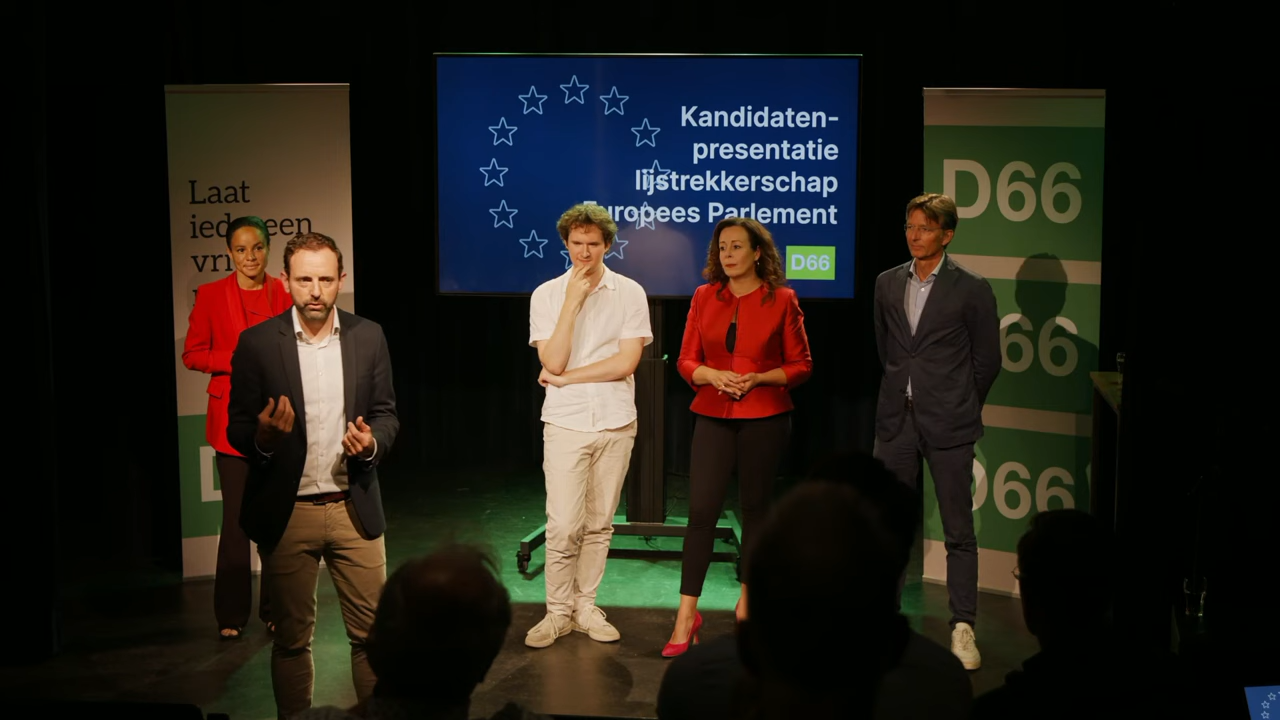 Laat
iedereen
Kandidaten-
presentatie
lijstrekkerschap
Europees Parlement
D66
D66
66
D66